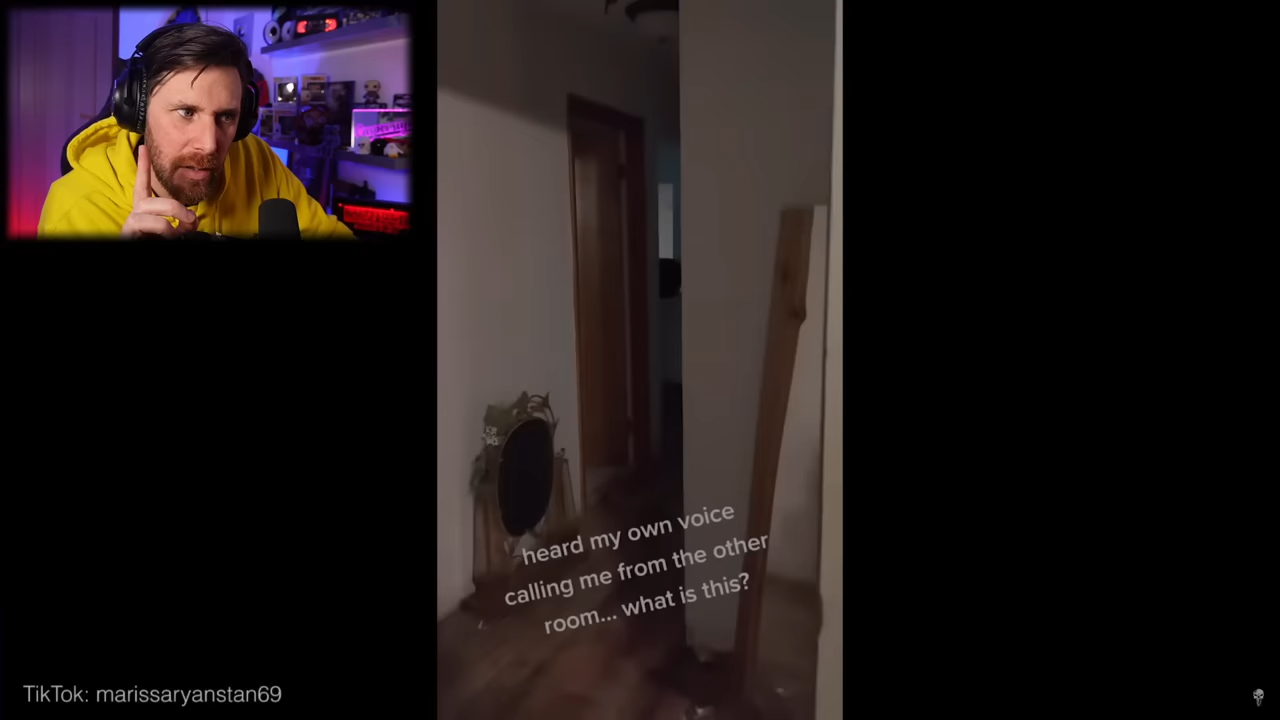 heard my own voice
calling me from the other
room... what is this?
TikTok: marissaryanstan69